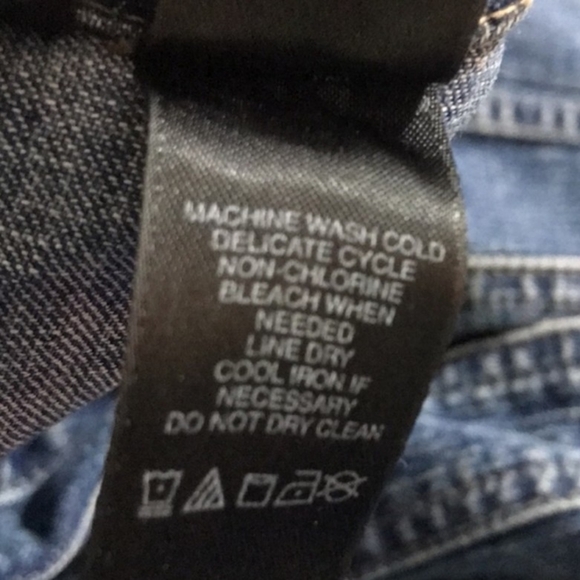 MACHINE WASH COLD
DELICATE CYCLE
NON-CHLORINE
BLEACH WHEN
NEEDED
LINE DRY
COOL IRON IF
NECESSARY
DO NOT DRY CLEAN